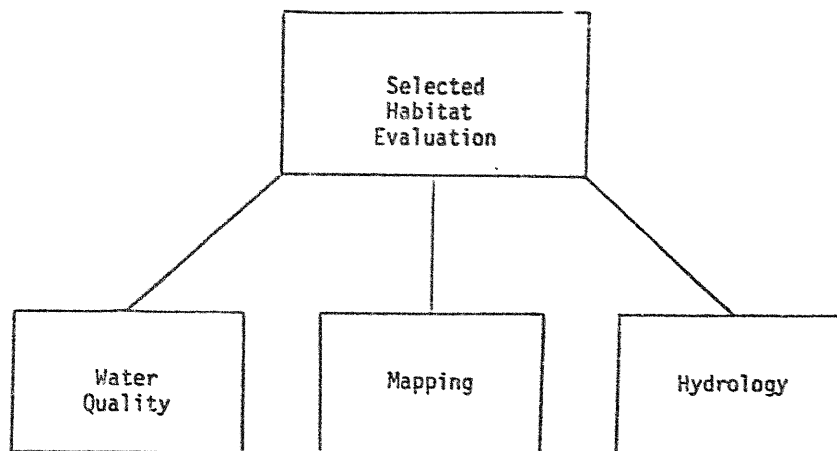 Selected
Habitat
Evaluation
Water
Quality
Mapping
Hydrology